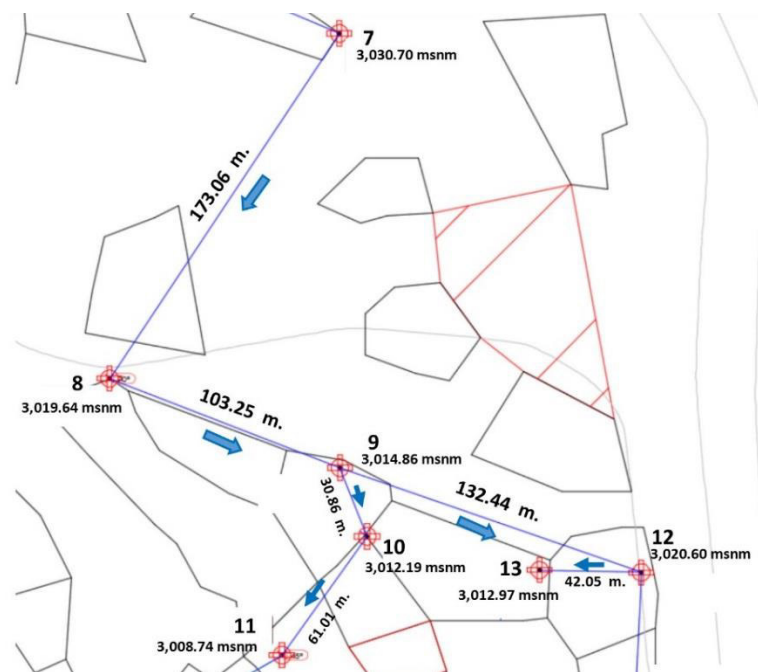 7
3,030.70 msnm
173.06 m.
8
3,019.64 msnm
103.25 m.
9
3,014.86 msnm
30.86 m.
132.44 m.
10
3,012.19 msnm
12
3,020.60 msnm
13
3,012.97 msnm
42.05 m.
61.01 m.
11
3,008.74 msnm